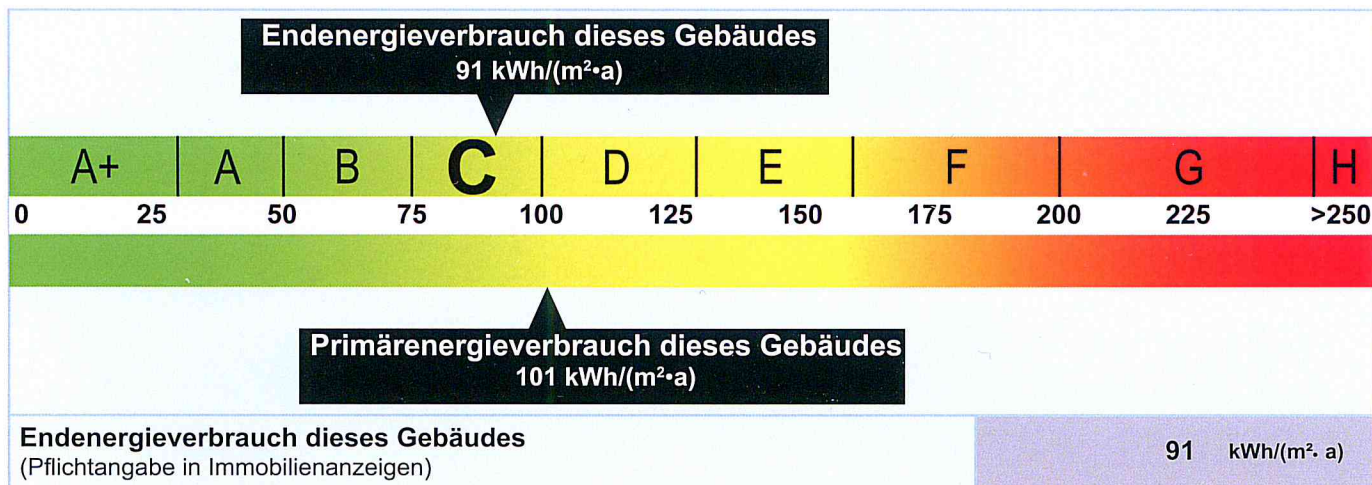 Endenergieverbrauch dieses Gebäudes
91 kWh/(m²•a)
A+ A B C D E F G H
0 25 50 75 100 125 150 175 200 225 >250
Primärenergieverbrauch dieses Gebäudes
101 kWh/(m²•a)
Endenergieverbrauch dieses Gebäudes
(Pflichtangabe in Immobilienanzeigen)
91 kWh/(m²• a)